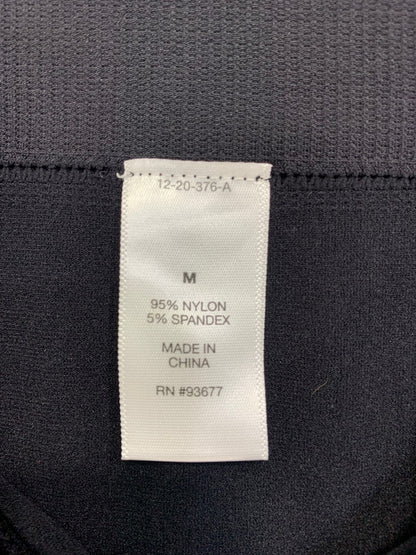 12-20-376-A
M
95% NYLON
5% SPANDEX
MADE IN
CHINA
RN #93677